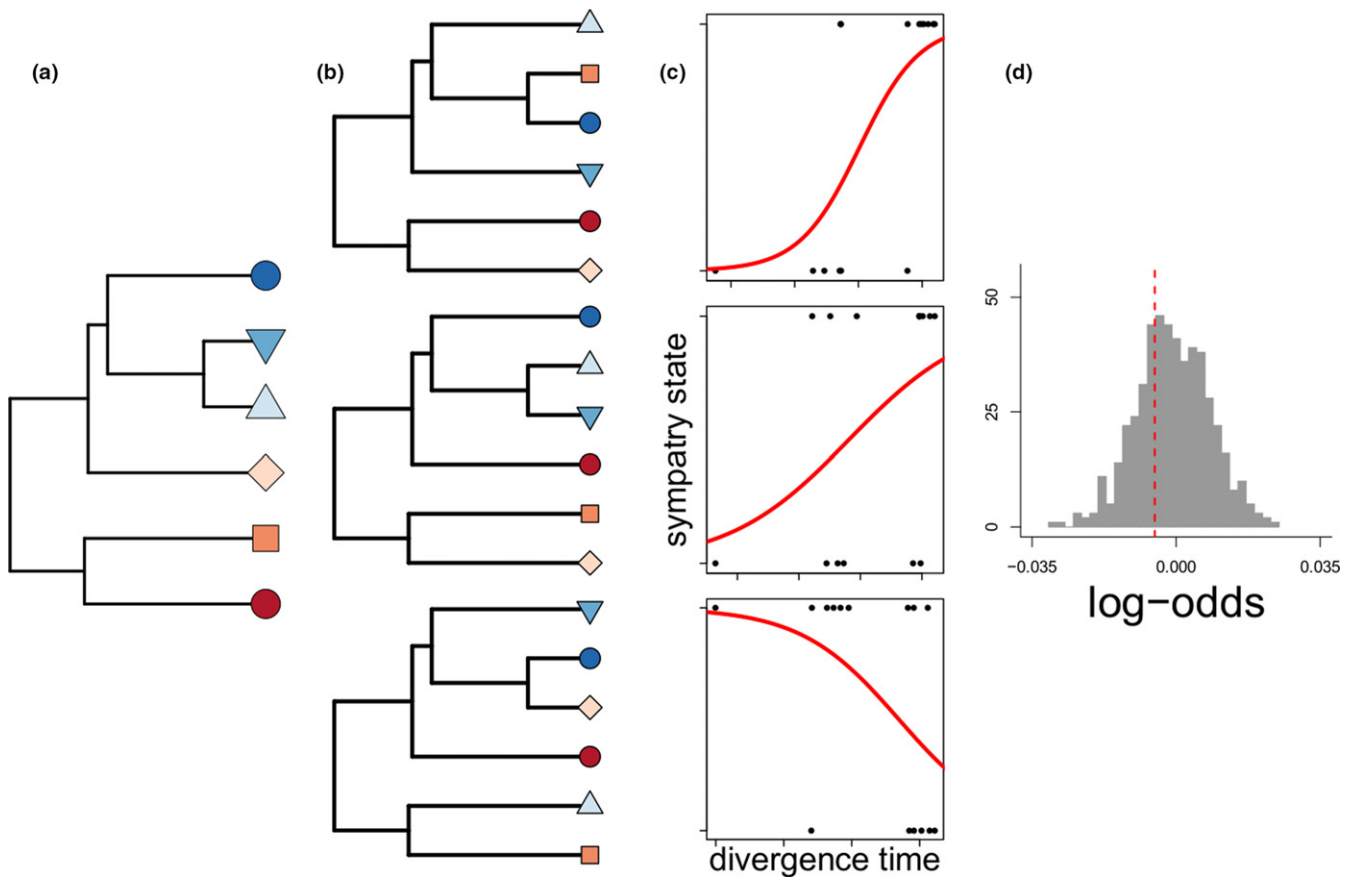 (a)
(b)
(c)
(d)
sympatry state
divergence time
50
25
0
−0.035
0.000
0.035
log−odds